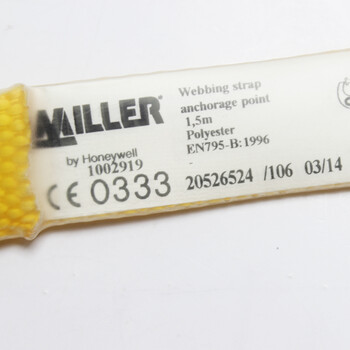 MILLER
by Honeywell
1002919
CE 0333
Webbing strap
anchorage point
1,5m
Polyester
EN795-B:1996
20526524 /106 03/14